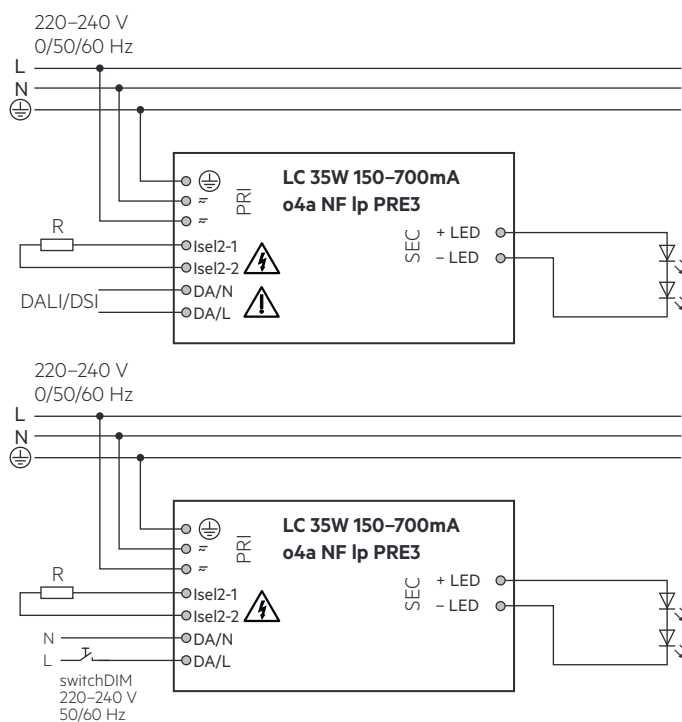 220–240 V
0/50/60 Hz
L
N
LC 35W 150–700mA
o4a NF lp PRE3
PRI
R
Isel2-1
Isel2-2
DALI/DSI
DA/N
DA/L
SEC
+ LED
– LED
220–240 V
0/50/60 Hz
L
N
LC 35W 150–700mA
o4a NF lp PRE3
PRI
R
Isel2-1
Isel2-2
N
DA/N
L
DA/L
SEC
+ LED
– LED
switchDIM
220–240 V
50/60 Hz